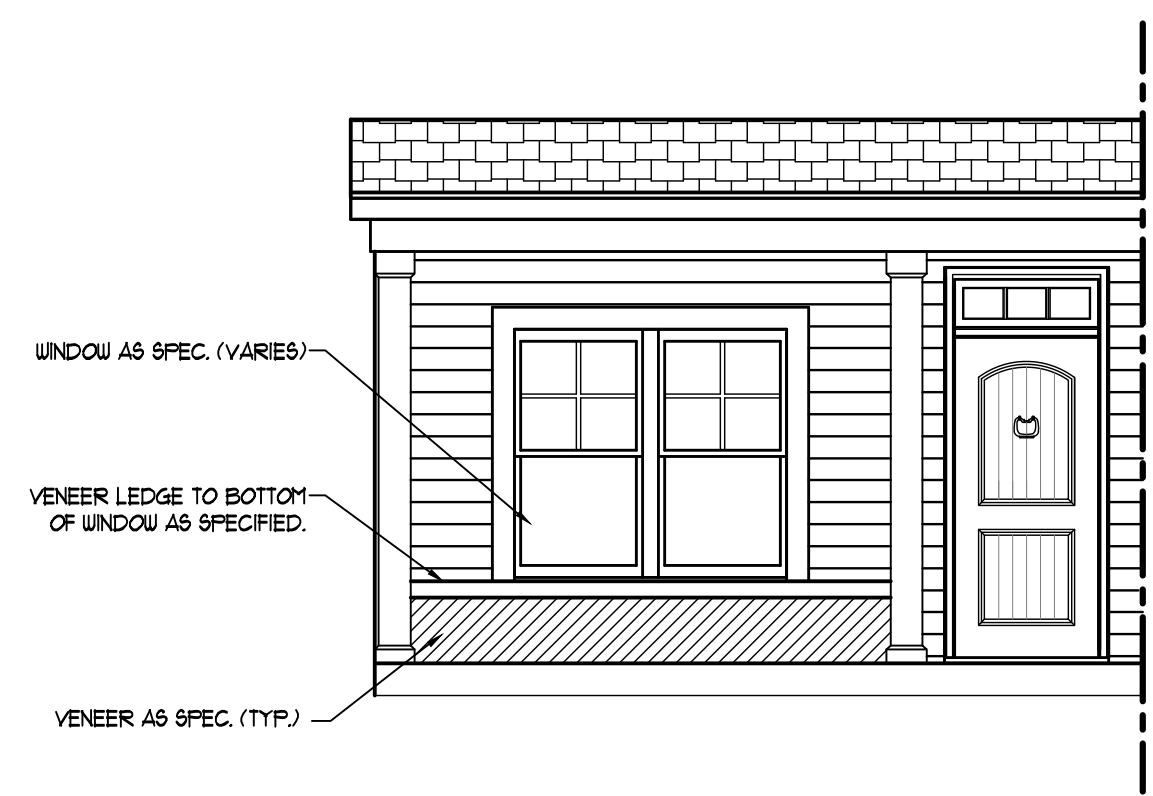 WINDOW AS SPEC. (VARIES)
VENEER LEDGE TO BOTTOM
OF WINDOW AS SPECIFIED.
VENEER AS SPEC. (TYP.)